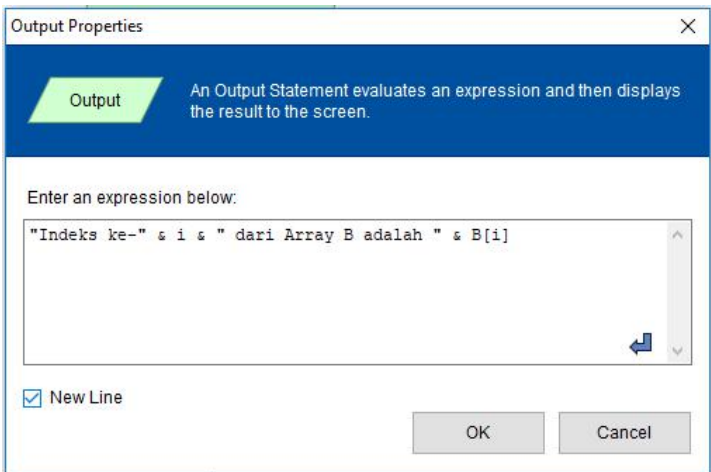 Output Properties
Output
An Output Statement evaluates an expression and then displays
the result to the screen.
Enter an expression below:
"Indeks ke-" & i & " dari Array B adalah " & B[i]
New Line
OK
Cancel